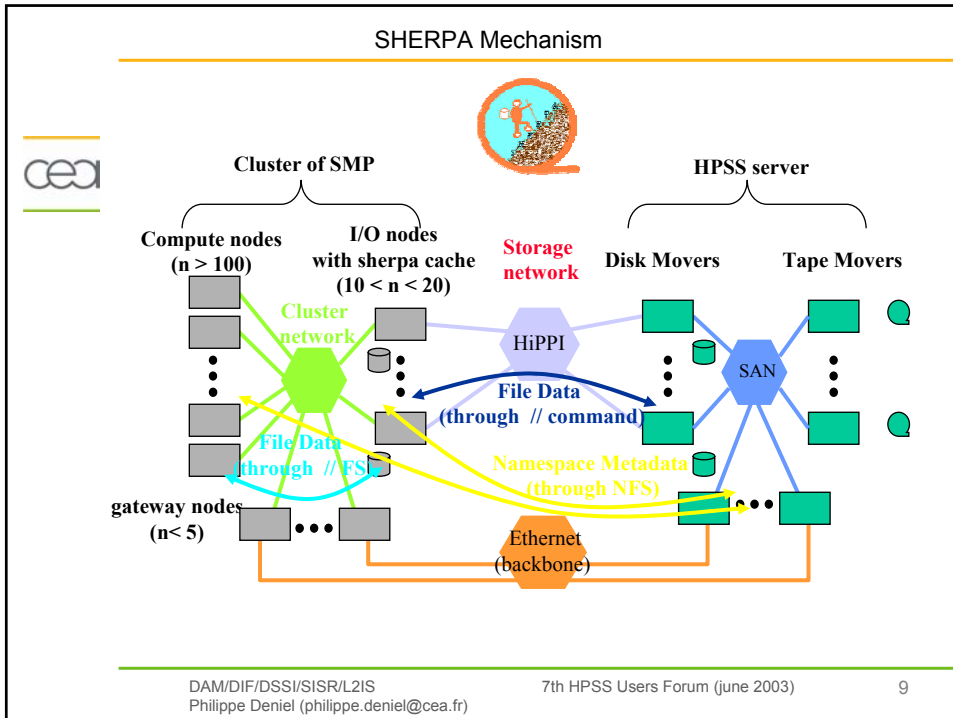 SHERPA Mechanism
cea
Cluster of SMP
HPSS server
Compute nodes
(n > 100)
I/O nodes
with sherpa cache
(10 < n < 20)
Storage
network
Disk Movers
Tape Movers
Cluster
network
HiPPI
SAN
File Data
(through // command)
File Data
(through // FS)
Namespace Metadata
(through NFS)
gateway nodes
(n< 5)
Ethernet
(backbone)
DAM/DIF/DSSI/SISR/L2IS
Philippe Deniel (philippe.deniel@cea.fr)
7th HPSS Users Forum (june 2003)
9